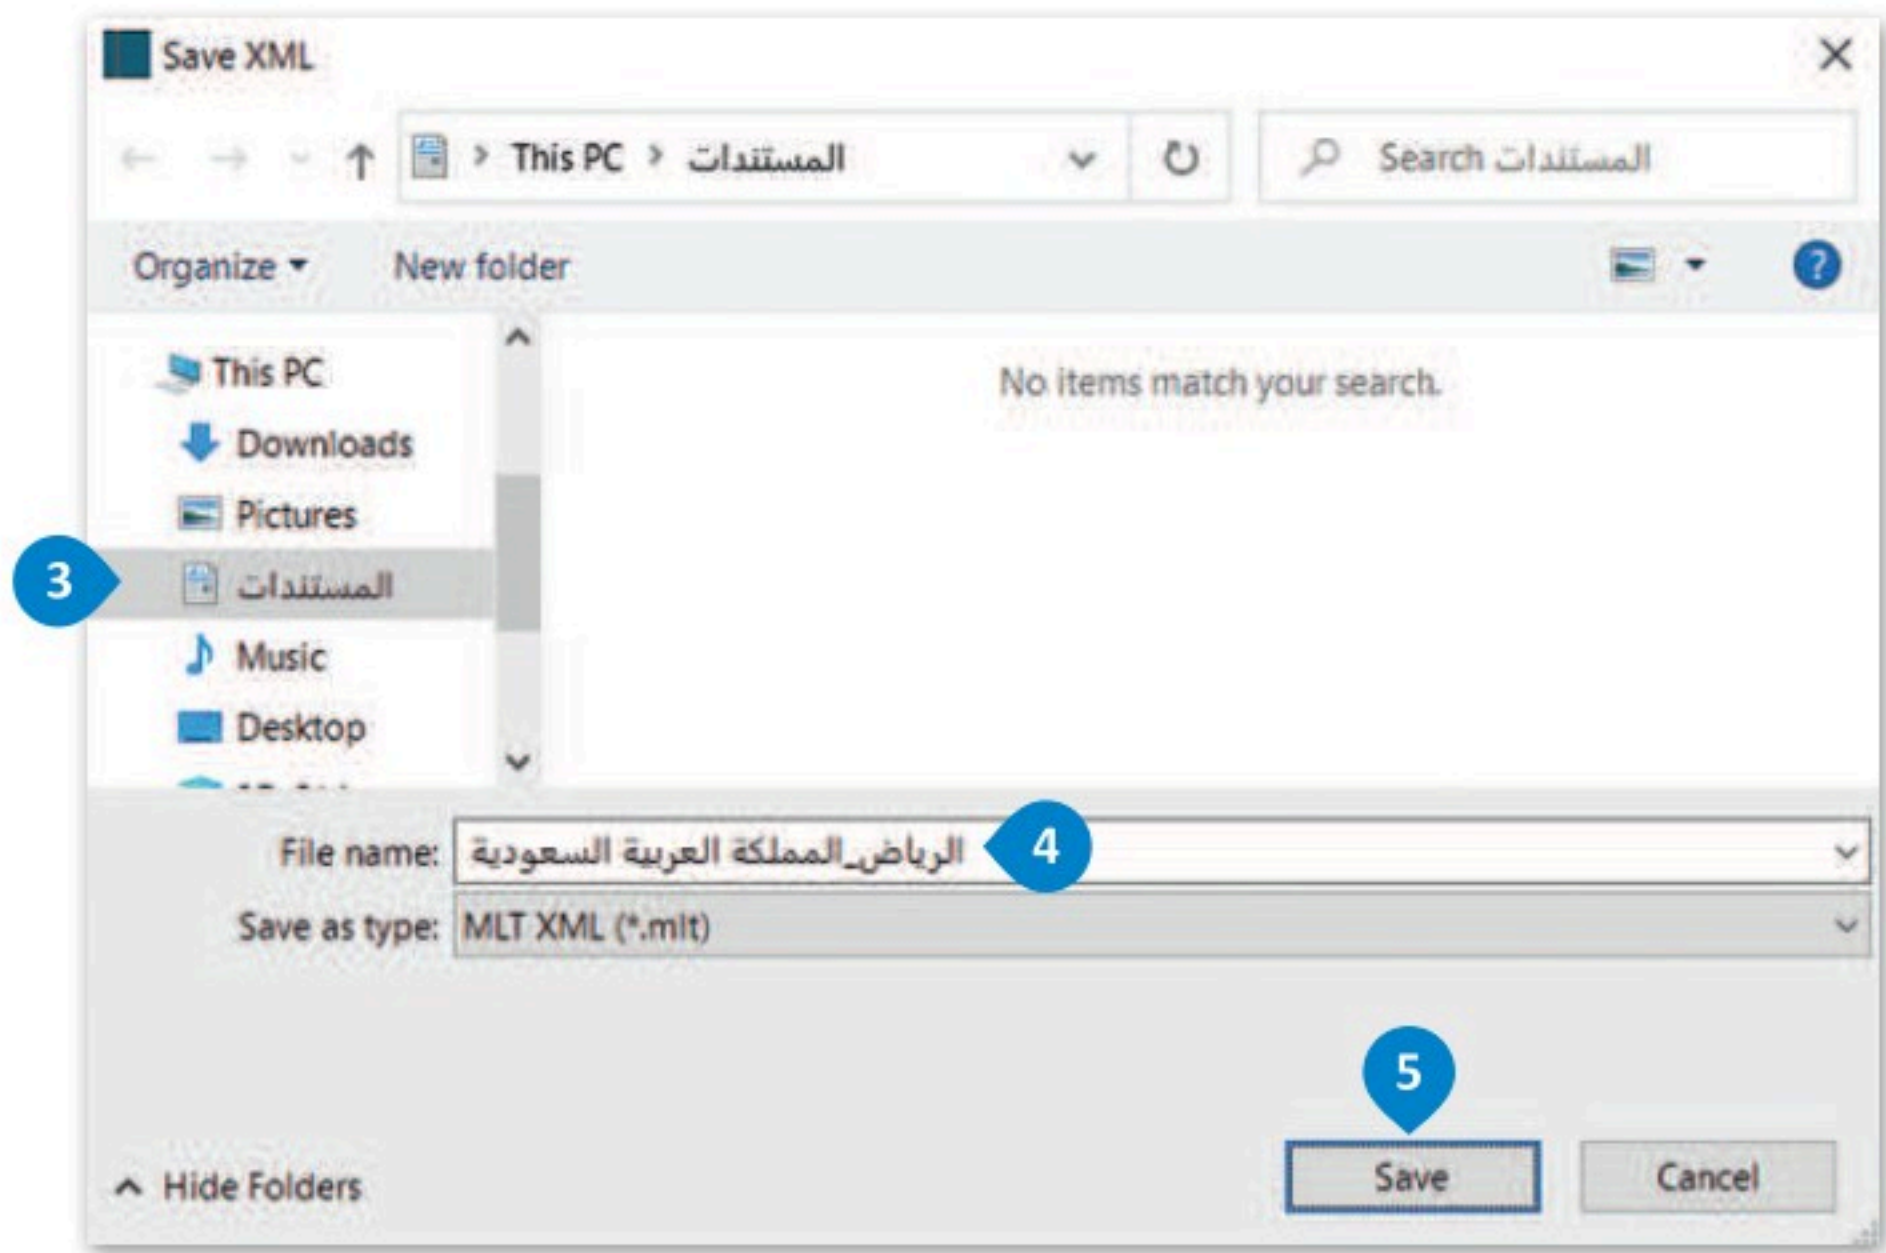 Save XML
This PC > المستندات
Search المستندات
Organize
New folder
?
This PC
No items match your search.
Downloads
Pictures
3
المستندات
Music
Desktop
File name: الرياض_المملكة العربية السعودية
4
Save as type: MLT XML (*.mlt)
5
Hide Folders
Save
Cancel